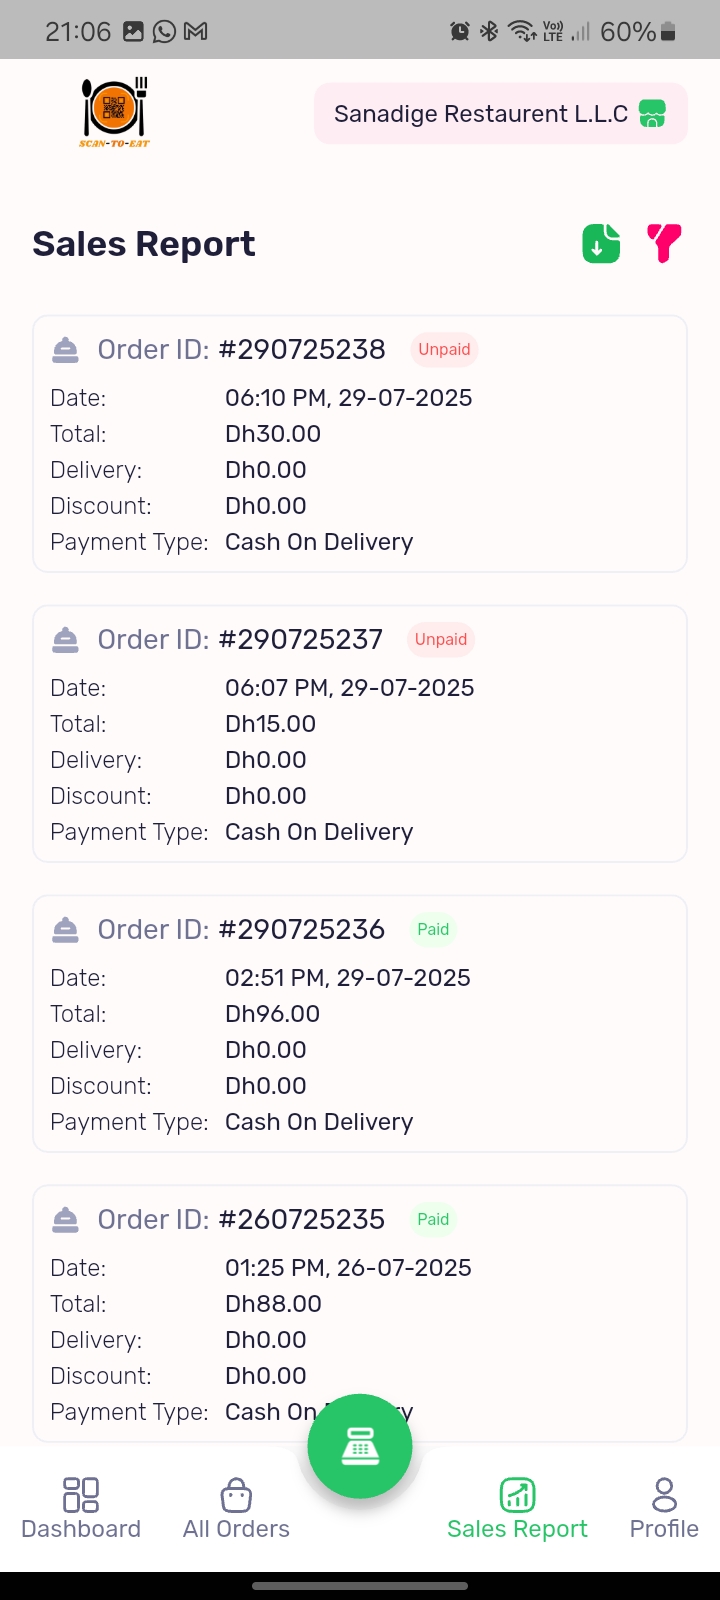 21:06
Vo)) LTE 60%
SCAN-TO-EAT
Sanadige Restaurent L.L.C
Sales Report
Order ID: #290725238 Unpaid
Date: 06:10 PM, 29-07-2025
Total: Dh30.00
Delivery: Dh0.00
Discount: Dh0.00
Payment Type: Cash On Delivery
Order ID: #290725237 Unpaid
Date: 06:07 PM, 29-07-2025
Total: Dh15.00
Delivery: Dh0.00
Discount: Dh0.00
Payment Type: Cash On Delivery
Order ID: #290725236 Paid
Date: 02:51 PM, 29-07-2025
Total: Dh96.00
Delivery: Dh0.00
Discount: Dh0.00
Payment Type: Cash On Delivery
Order ID: #260725235 Paid
Date: 01:25 PM, 26-07-2025
Total: Dh88.00
Delivery: Dh0.00
Discount: Dh0.00
Payment Type: Cash On
Dashboard
All Orders
Sales Report
Profile